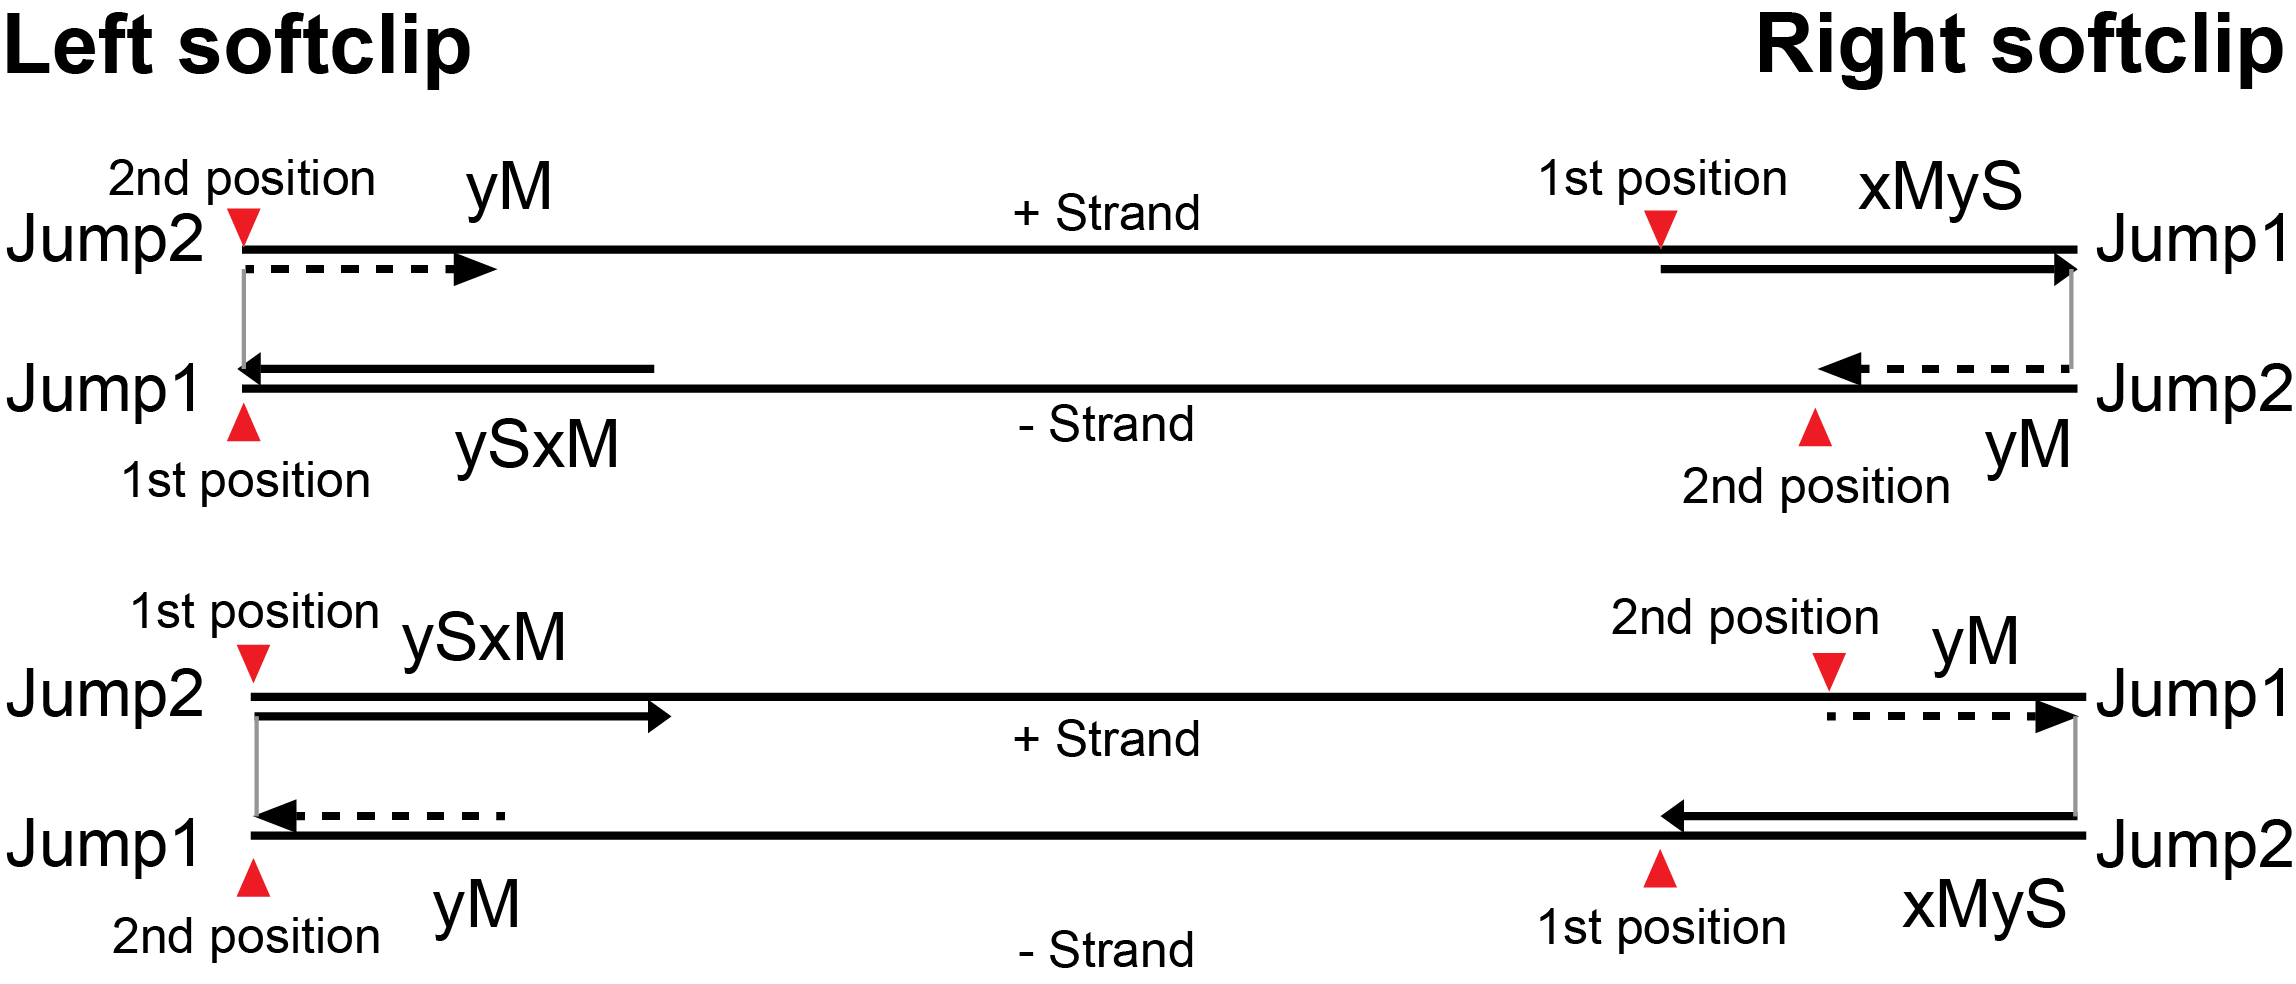 Left softclip
Right softclip
2nd position
yM
+ Strand
1st position
xMyS
Jump2
Jump1
Jump1
Jump2
1st position
ySxM
- Strand
2nd position
yM
1st position
ySxM
2nd position
yM
Jump2
Jump1
+ Strand
Jump1
Jump2
2nd position
yM
- Strand
1st position
xMyS